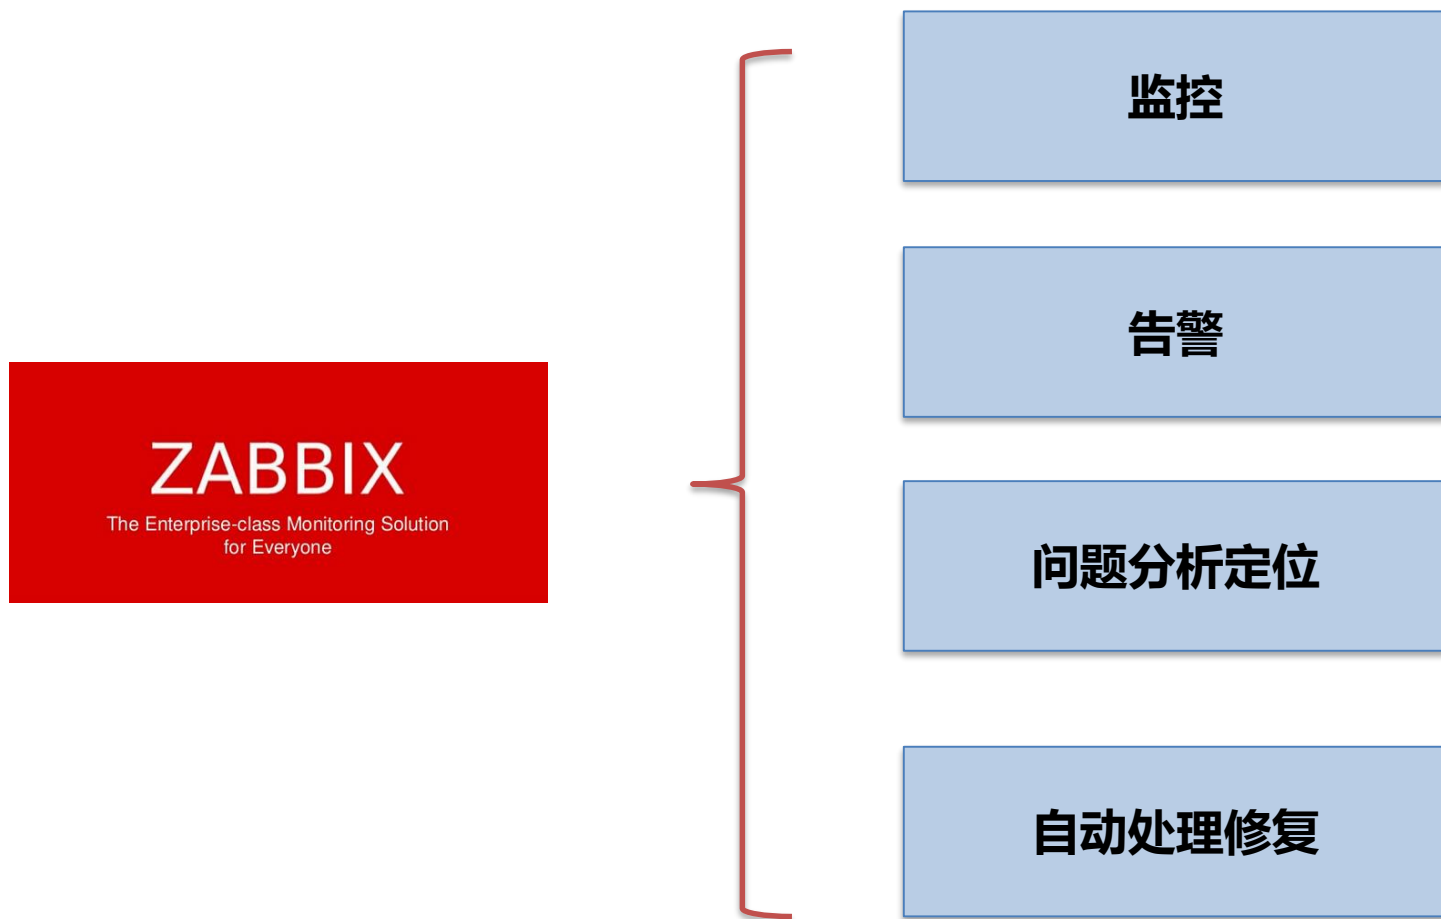 监控
告警
ZABBIX
The Enterprise-class Monitoring Solution
for Everyone
问题分析定位
自动处理修复